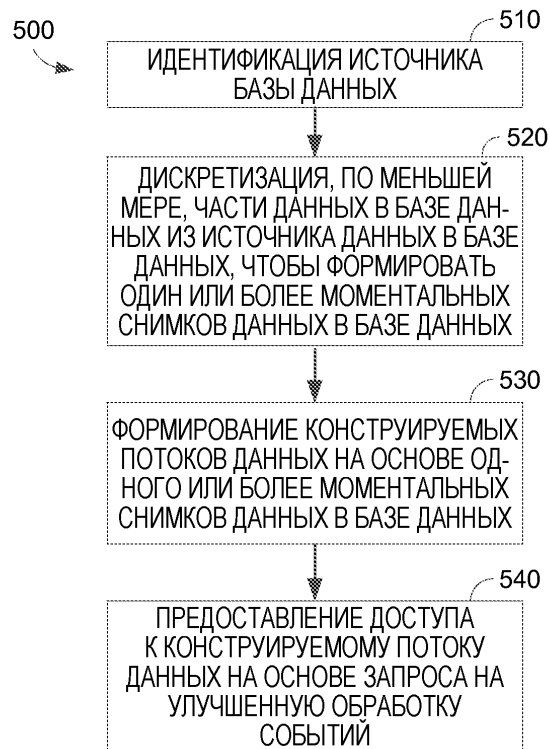 500
510
ИДЕНТИФИКАЦИЯ ИСТОЧНИКА
БАЗЫ ДАННЫХ
520
ДИСКРЕТИЗАЦИЯ, ПО МЕНЬШЕЙ
МЕРЕ, ЧАСТИ ДАННЫХ В БАЗЕ ДАН-
НЫХ ИЗ ИСТОЧНИКА ДАННЫХ В БАЗЕ
ДАННЫХ, ЧТОБЫ ФОРМИРОВАТЬ
ОДИН ИЛИ БОЛЕЕ МОМЕНТАЛЬНЫХ
СНИМКОВ ДАННЫХ В БАЗЕ ДАННЫХ
530
ФОРМИРОВАНИЕ КОНСТРУИРУЕМЫХ
ПОТОКОВ ДАННЫХ НА ОСНОВЕ ОД-
НОГО ИЛИ БОЛЕЕ МОМЕНТАЛЬНЫХ
СНИМКОВ ДАННЫХ В БАЗЕ ДАННЫХ
540
ПРЕДОСТАВЛЕНИЕ ДОСТУПА
К КОНСТРУИРУЕМОМУ ПОТОКУ
ДАННЫХ НА ОСНОВЕ ЗАПРОСА НА
УЛУЧШЕННУЮ ОБРАБОТКУ
СОБЫТИЙ